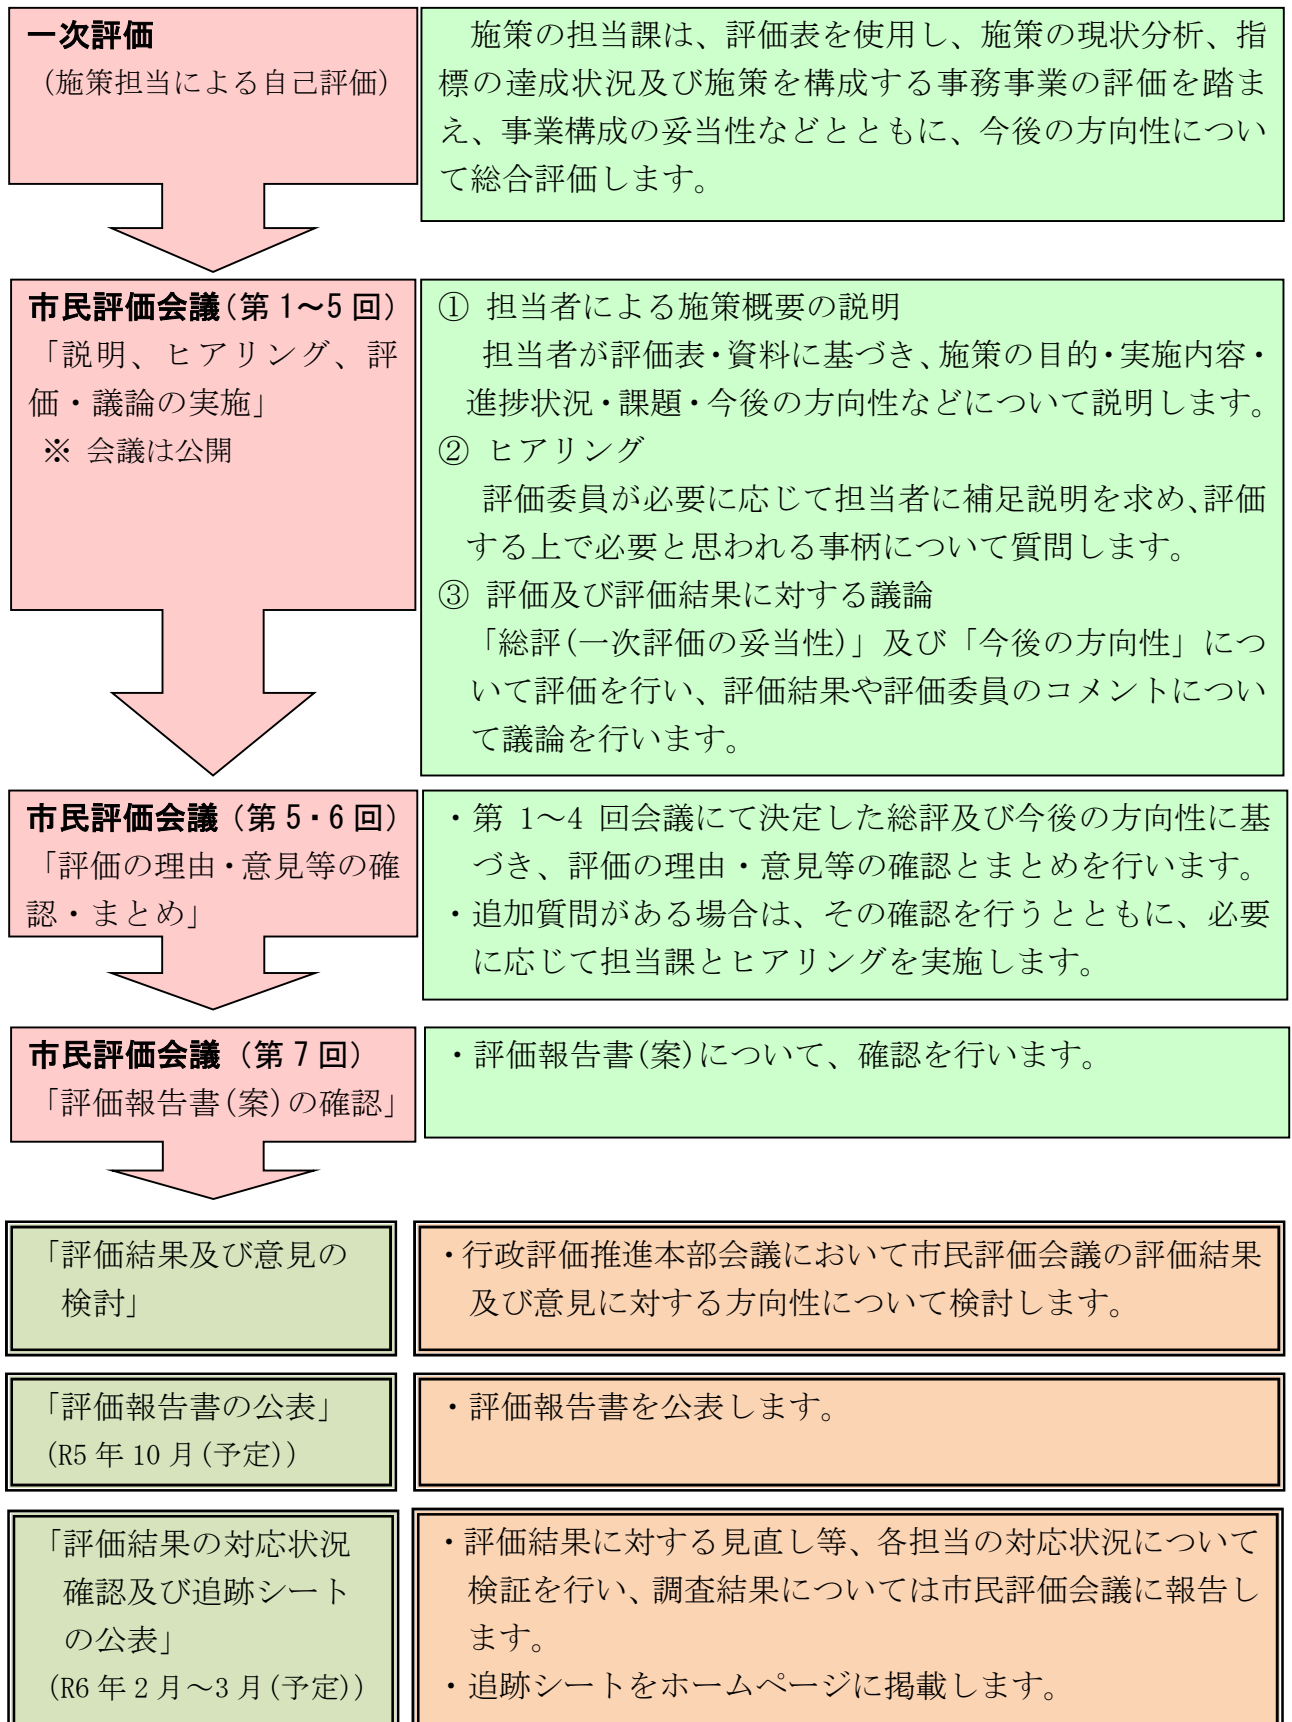 一次評価
（施策担当による自己評価）
施策の担当課は、評価表を使用し、施策の現状分析、指
標の達成状況及び施策を構成する事務事業の評価を踏ま
え、事業構成の妥当性などとともに、今後の方向性につい
て総合評価します。
市民評価会議（第1～5回）
「説明、ヒアリング、評
価・議論の実施」
※ 会議は公開
① 担当者による施策概要の説明
担当者が評価表・資料に基づき、施策の目的・実施内容・
進捗状況・課題・今後の方向性などについて説明します。
② ヒアリング
評価委員が必要に応じて担当者に補足説明を求め、評価
する上で必要と思われる事柄について質問します。
③ 評価及び評価結果に対する議論
「総評(一次評価の妥当性)」及び「今後の方向性」につ
いて評価を行い、評価結果や評価委員のコメントについ
て議論を行います。
市民評価会議（第5・6回）
「評価の理由・意見等の確
認・まとめ」
・第 1～4 回会議にて決定した総評及び今後の方向性に基
づき、評価の理由・意見等の確認とまとめを行います。
・追加質問がある場合は、その確認を行うとともに、必要
に応じて担当課とヒアリングを実施します。
市民評価会議（第7回）
「評価報告書(案)の確認」
・評価報告書(案)について、確認を行います。
「評価結果及び意見の
検討」
・行政評価推進本部会議において市民評価会議の評価結果
及び意見に対する方向性について検討します。
「評価報告書の公表」
(R5年10月(予定))
・評価報告書を公表します。
「評価結果の対応状況
確認及び追跡シート
の公表」
(R6年2月～3月(予定))
・評価結果に対する見直し等、各担当の対応状況について
検証を行い、調査結果については市民評価会議に報告し
ます。
・追跡シートをホームページに掲載します。